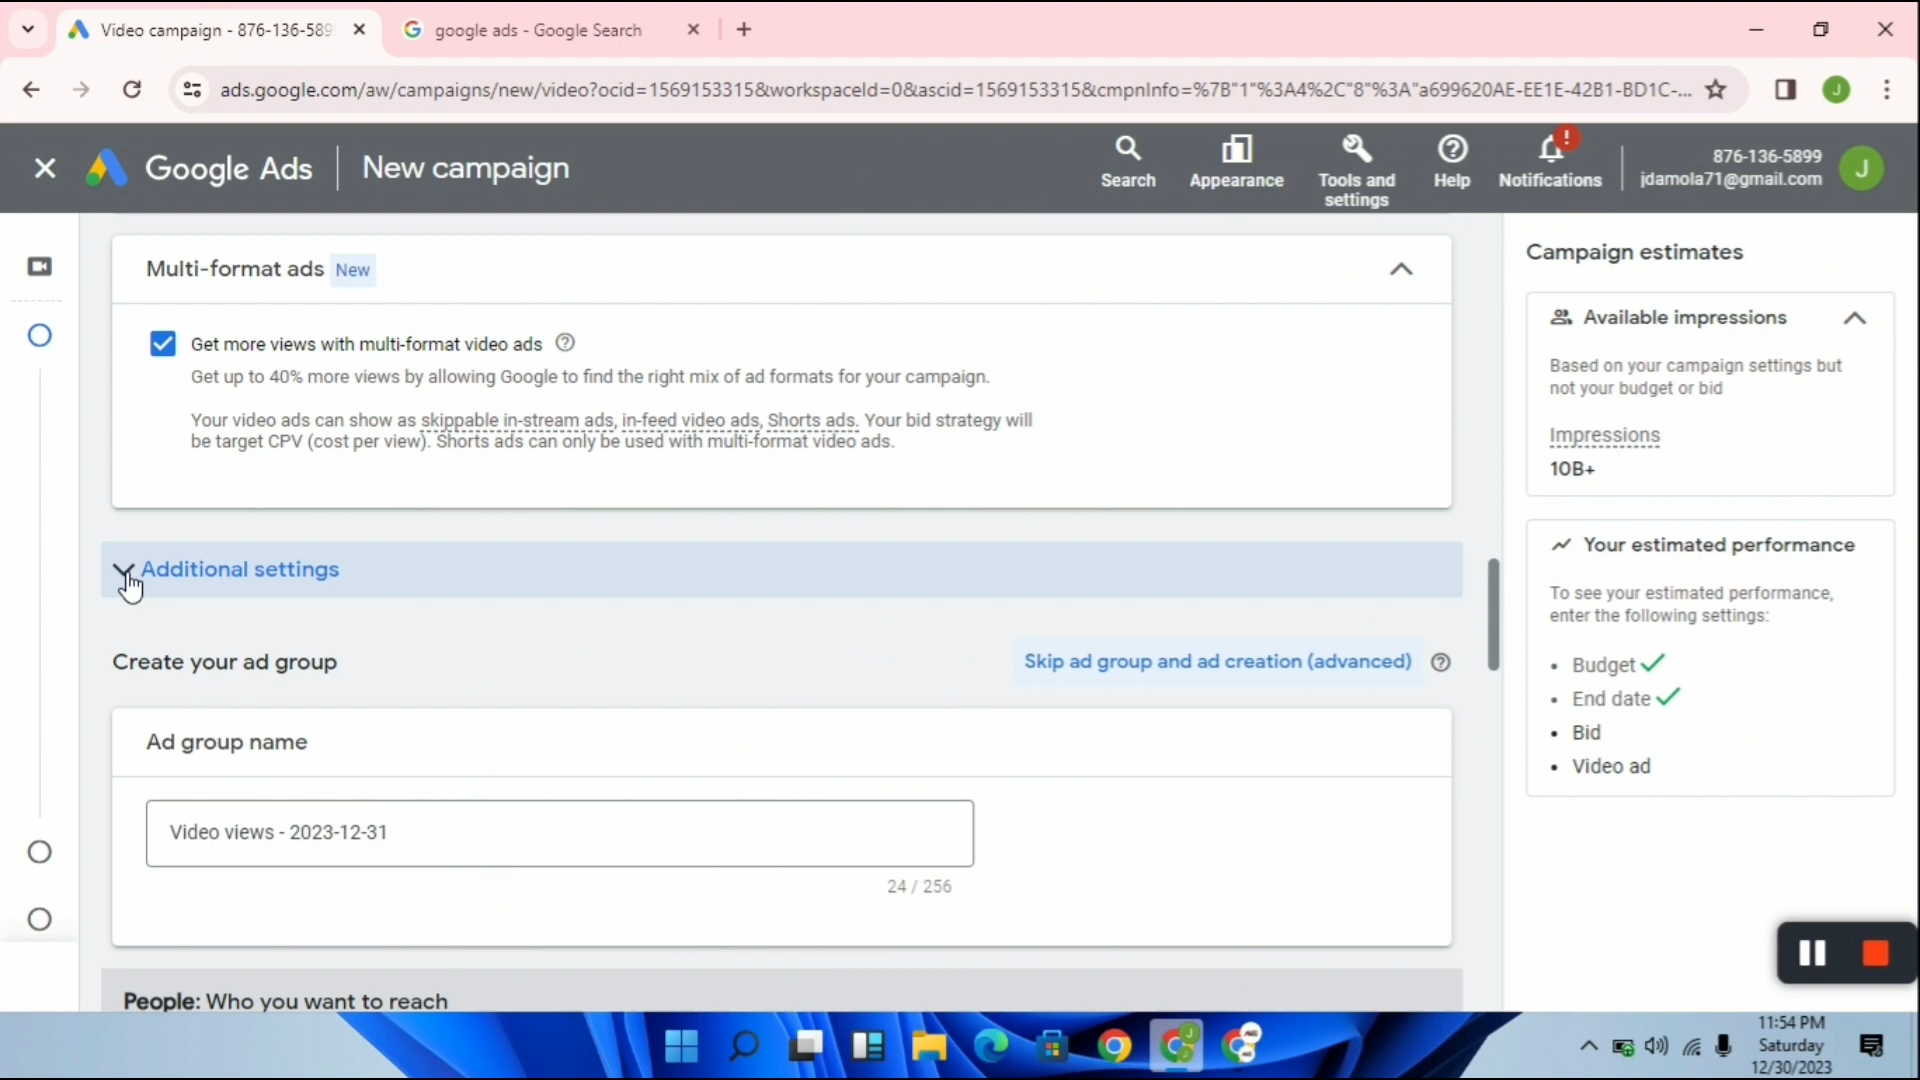 Video campaign - 876-136-589
google ads - Google Search
ads.google.com/aw/campaigns/new/video?ocid=1569153315&workspaceId=0&ascid=1569153315&cmpnInfo=%7B"1"%3A4%2C"8"%3A"a699620AE-EE1E-42B1-BD1C-...
J
Google Ads
New campaign
Search
Appearance
Tools and settings
Help
Notifications
876-136-5899
jdamola71@gmail.com
J
Multi-format ads New
Get more views with multi-format video ads
Get up to 40% more views by allowing Google to find the right mix of ad formats for your campaign.
Your video ads can show as skippable in-stream ads, in-feed video ads, Shorts ads. Your bid strategy will
be target CPV (cost per view). Shorts ads can only be used with multi-format video ads.
Additional settings
Create your ad group
Skip ad group and ad creation (advanced)
Ad group name
Video views - 2023-12-31
24 / 256
People: Who you want to reach
Campaign estimates
Available impressions
Based on your campaign settings but
not your budget or bid
Impressions
10B+
Your estimated performance
To see your estimated performance,
enter the following settings:
• Budget
• End date
• Bid
• Video ad
11:54 PM
Saturday
12/30/2023